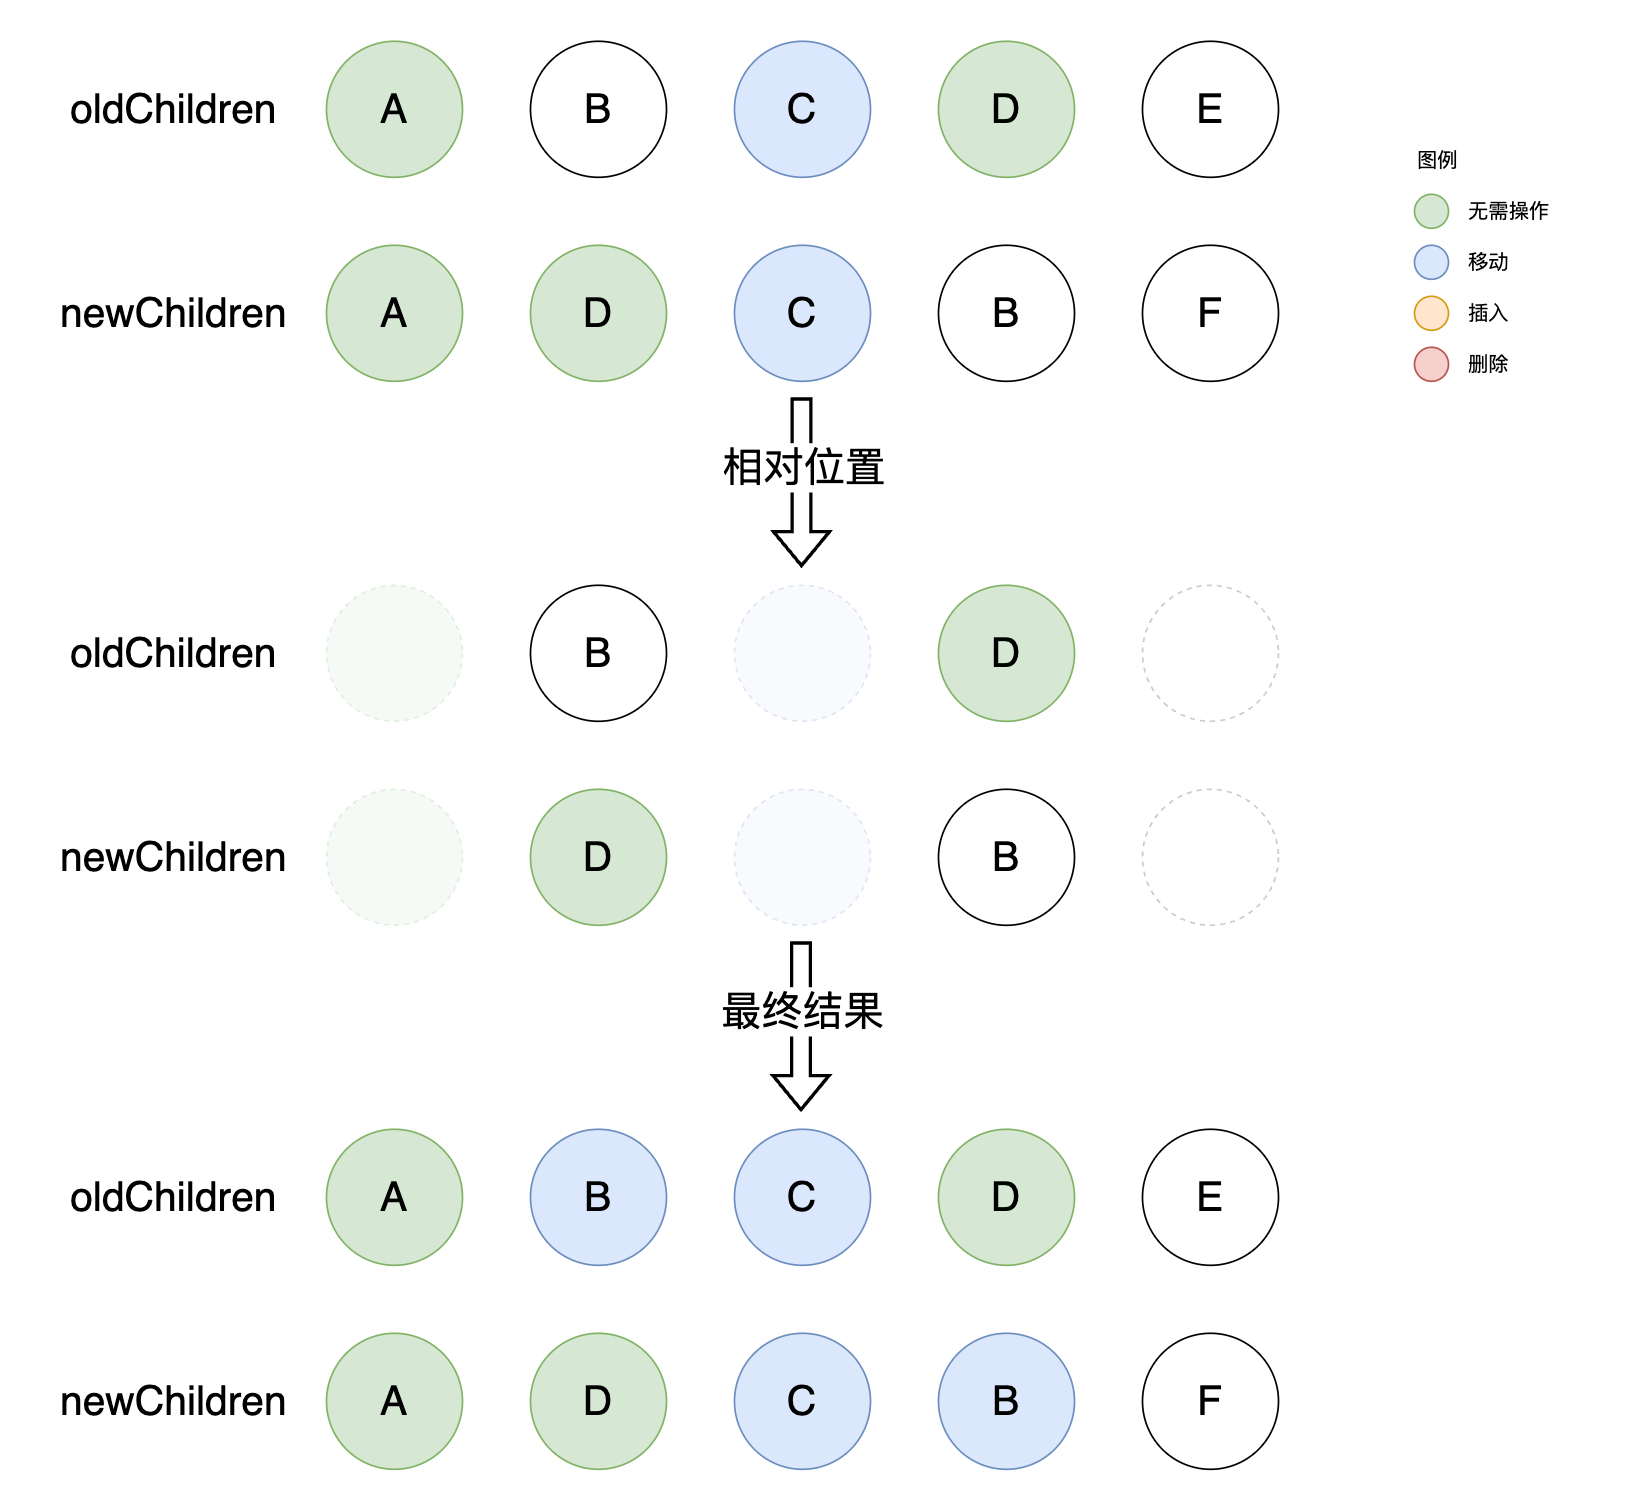 oldChildren A B C D E
图例
无需操作
newChildren A D C B F
移动
插入
删除
相对位置
oldChildren B D
newChildren D B
最终结果
oldChildren A B C D E
newChildren A D C B F